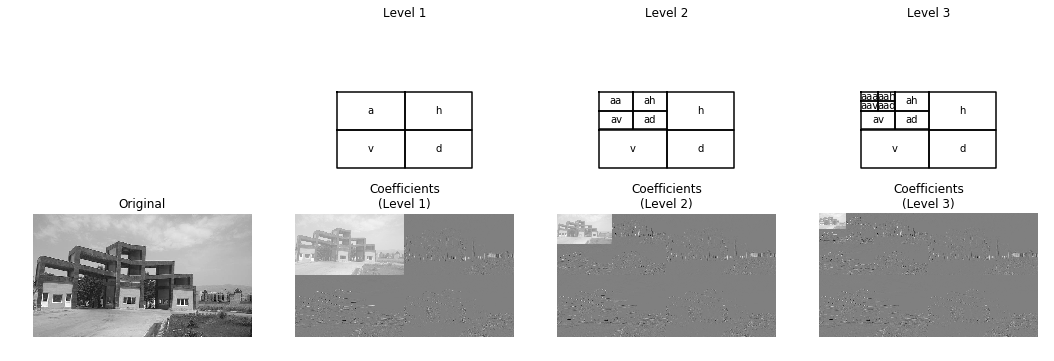 Level 1
Level 2
Level 3
a h
v d
aa ah
av ad
h
v d
aaa aah
aav aad
ah
av ad
h
v d
Original
Coefficients
(Level 1)
Coefficients
(Level 2)
Coefficients
(Level 3)